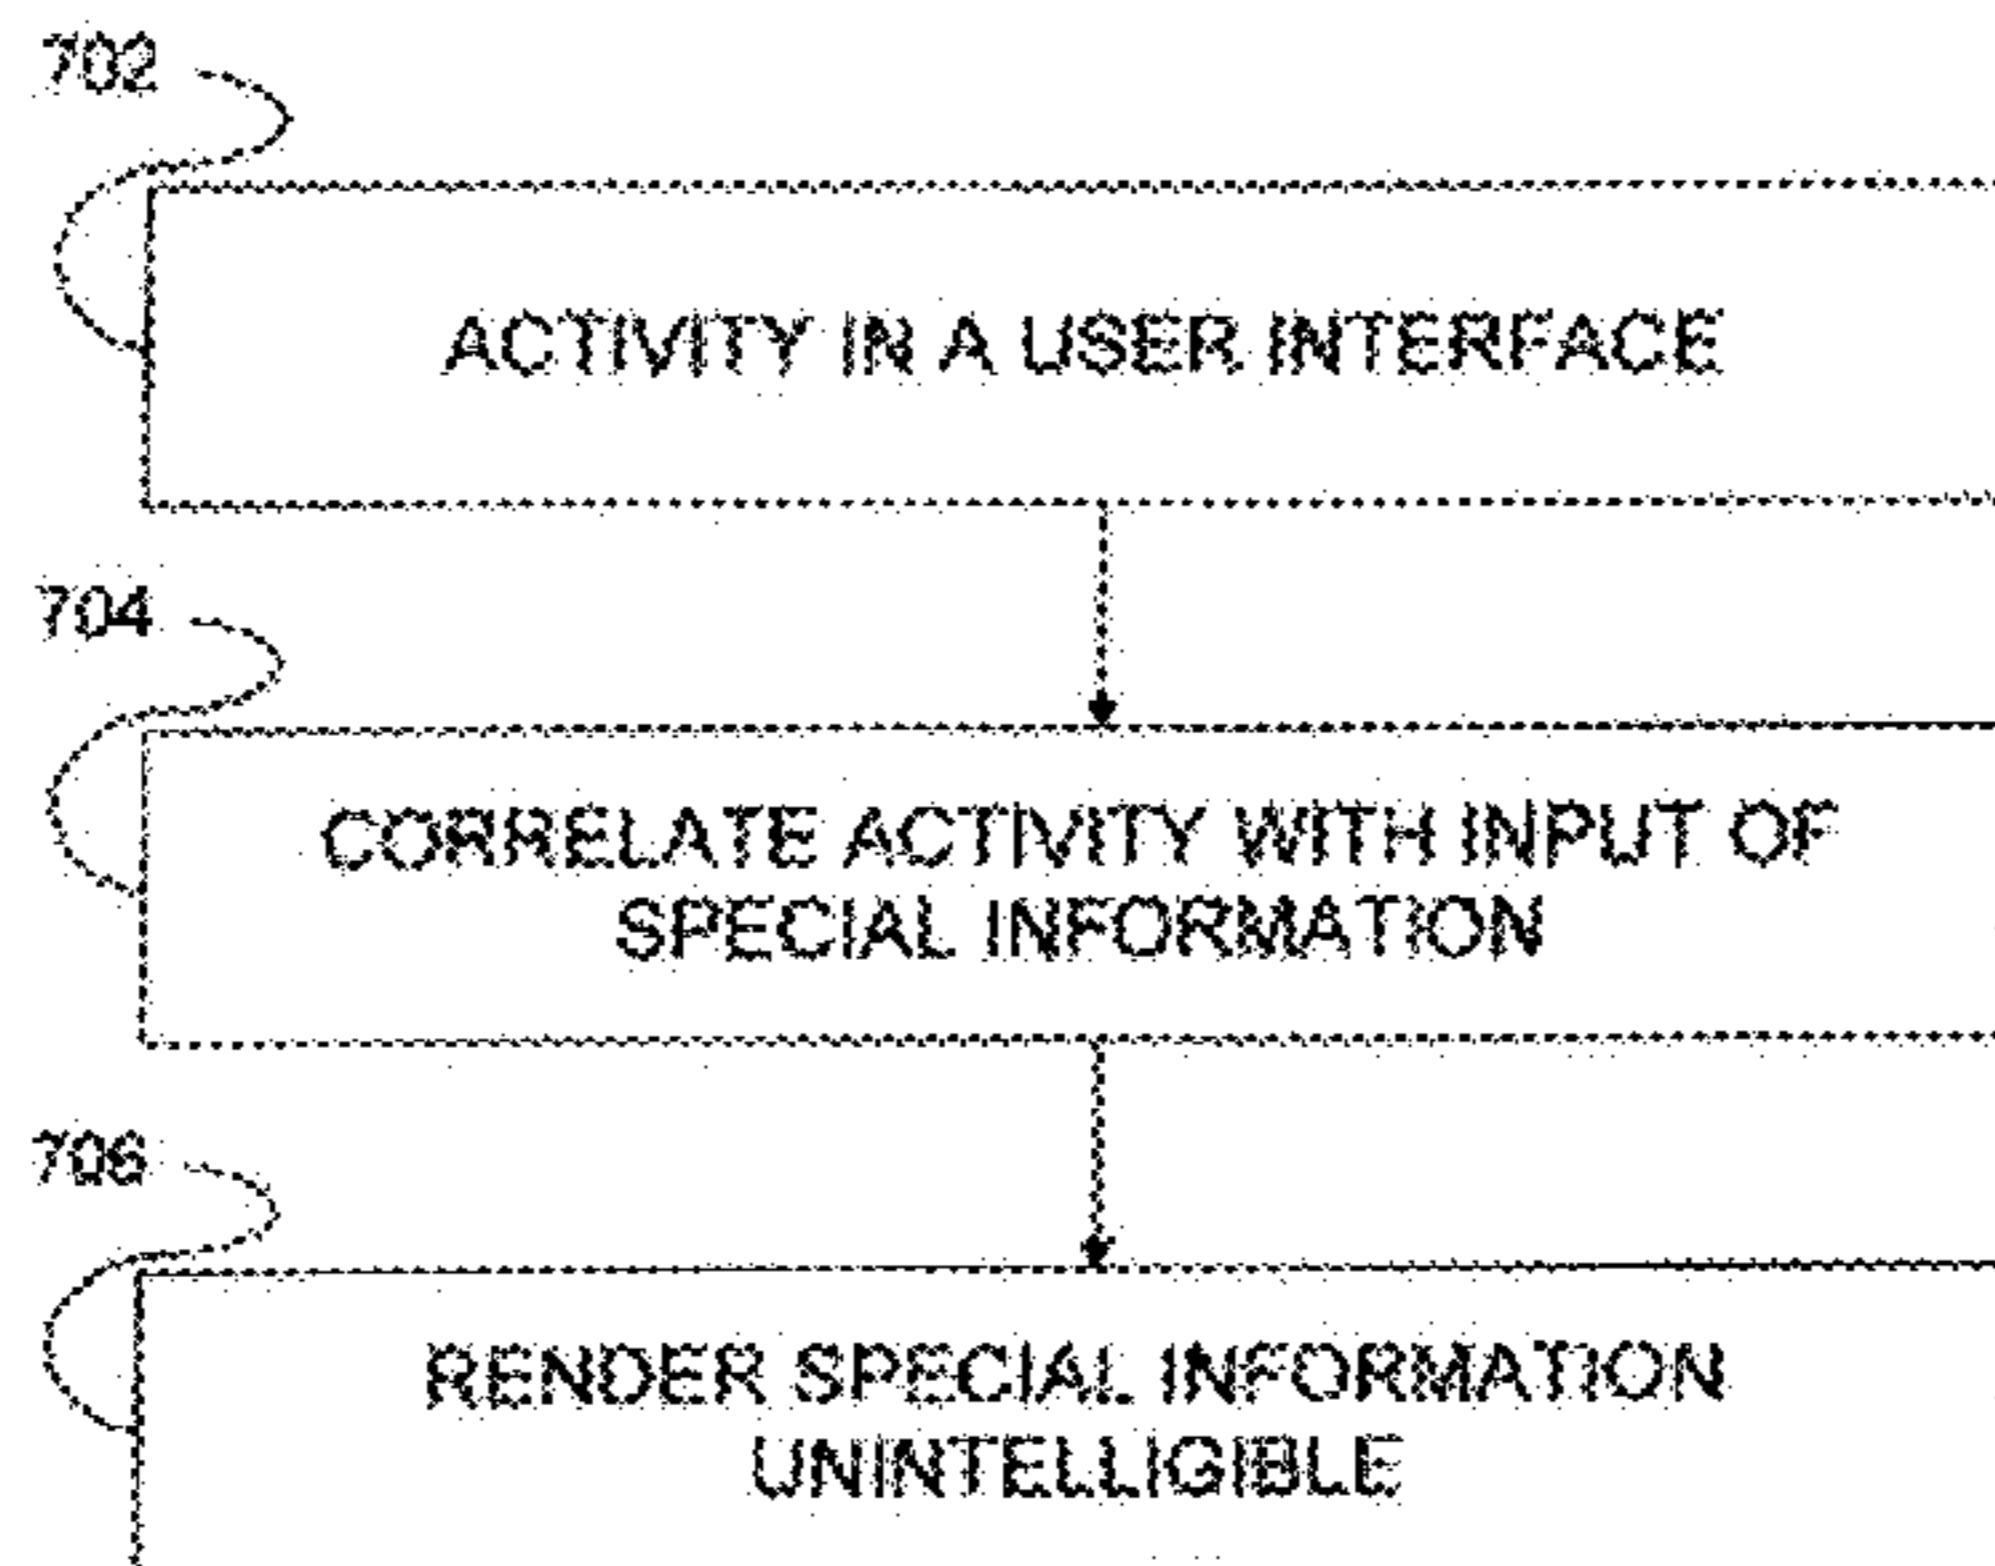 702
ACTIVITY IN A USER INTERFACE
704
CORRELATE ACTIVITY WITH INPUT OF
SPECIAL INFORMATION
706
RENDER SPECIAL INFORMATION
UNINTELLIGIBLE